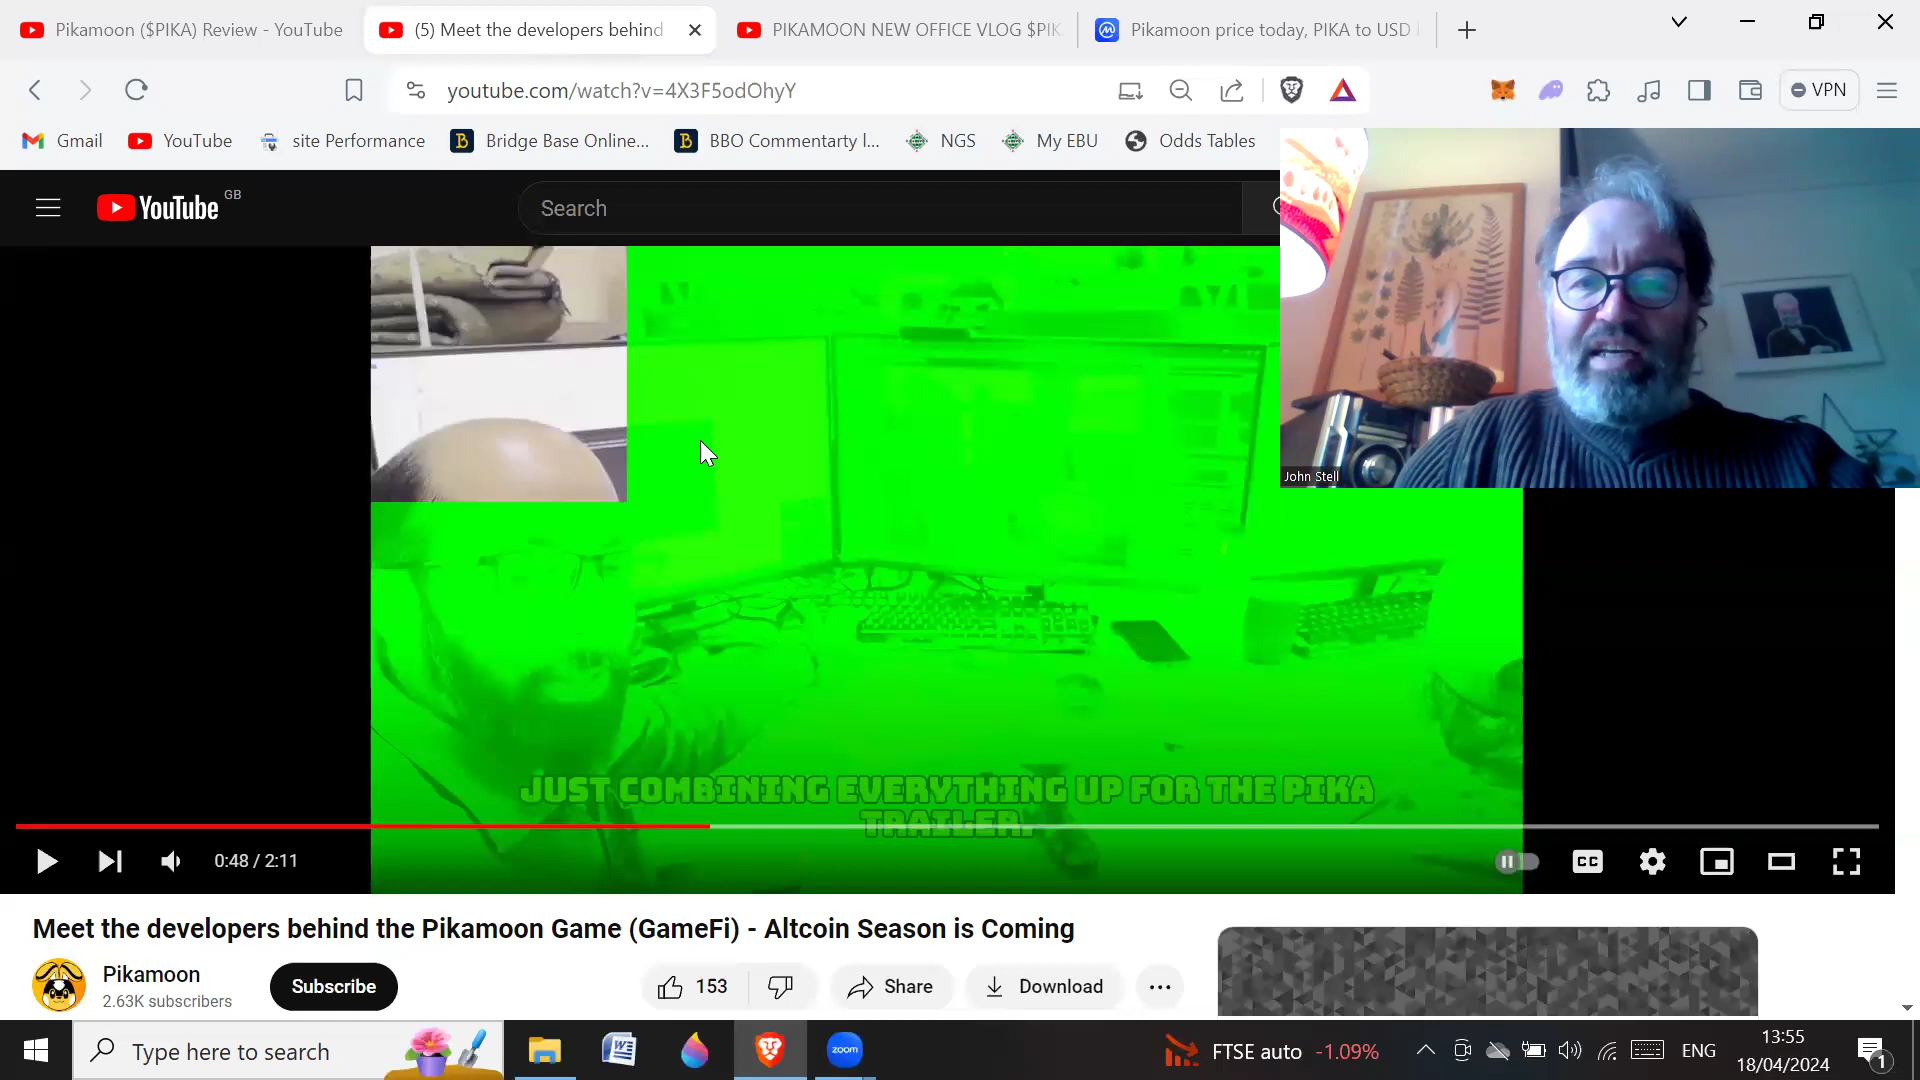 Pikamoon ($PIKA) Review - YouTube
(5) Meet the developers behind
PIKAMOON NEW OFFICE VLOG $PIK
Pikamoon price today, PIKA to USD
youtube.com/watch?v=4X3F5odOhyY
VPN
Gmail
YouTube
site Performance
Bridge Base Online...
BBO Commentarty l...
NGS
My EBU
Odds Tables
YouTube GB
Search
John Stell
JUST COMBINING EVERYTHING UP FOR THE PIKA
TRAILER.
0:48 / 2:11
CC
Meet the developers behind the Pikamoon Game (GameFi) - Altcoin Season is Coming
Pikamoon
2.63K subscribers
Subscribe
153
Share
Download
Type here to search
W
zoom
FTSE auto -1.09%
ENG
13:55
18/04/2024
1